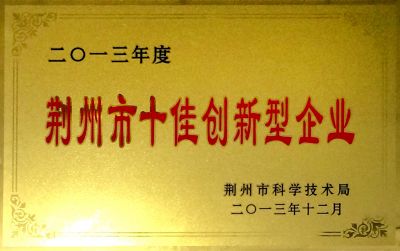 二〇一三年度
荆州市十佳创新型企业
荆州市科学技术局
二〇一三年十二月